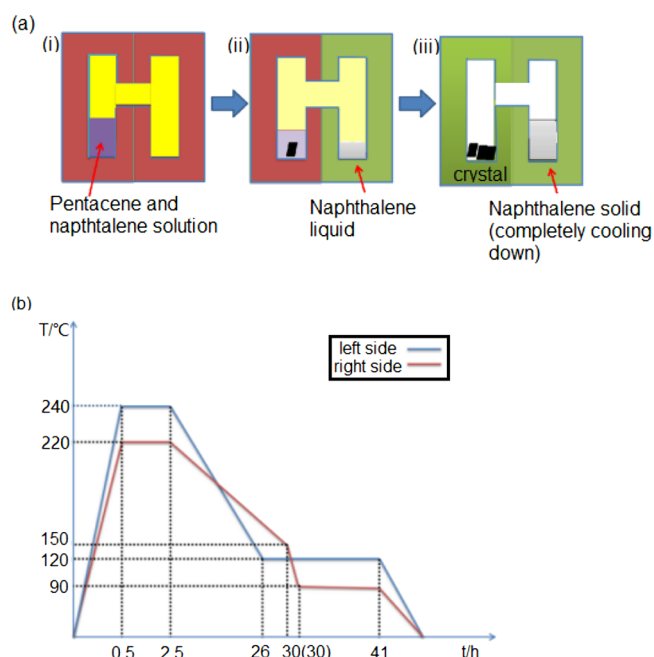 (a)
(i)
(ii)
(iii)
crystal
Pentacene and
napthtalene solution
Naphthalene
liquid
Naphthalene solid
(completely cooling
down)
(b)
T/℃
left side
right side
240
220
150
120
90
0.5
2.5
26
30(30)
41
t/h